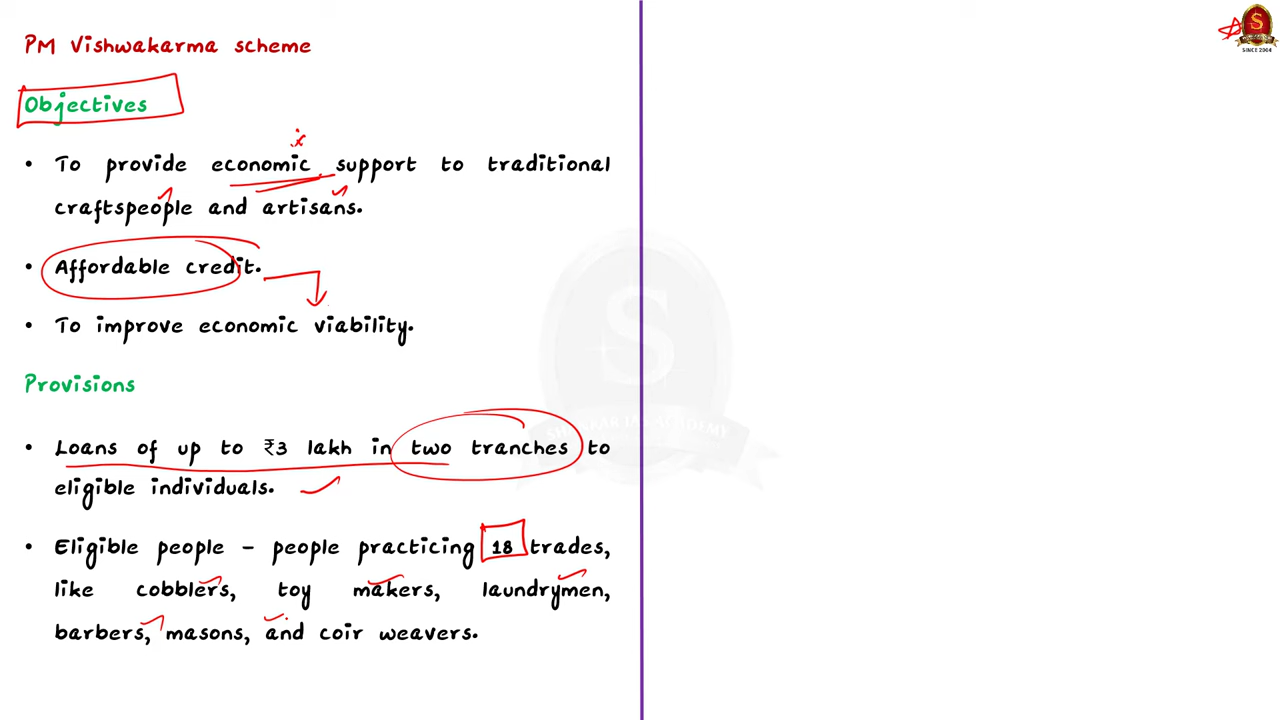 PM Vishwakarma scheme
Objectives
• To provide economic support to traditional
craftspeople and artisans.
• Affordable credit.
• To improve economic viability.
Provisions
• Loans of up to ₹3 lakh in two tranches to
eligible individuals.
• Eligible people - people practicing 18 trades,
like cobblers, toy makers, laundrymen,
barbers, masons, and coir weavers.
S
SINCE 2004
S